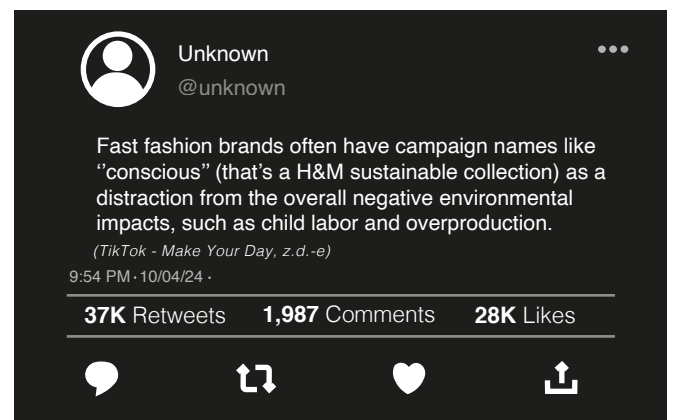 Unknown
@unknown
Fast fashion brands often have campaign names like
‘’conscious’’ (that’s a H&M sustainable collection) as a
distraction from the overall negative environmental
impacts, such as child labor and overproduction.
(TikTok - Make Your Day, z.d.-e)
9:54 PM · 10/04/24 ·
37K Retweets 1,987 Comments 28K Likes